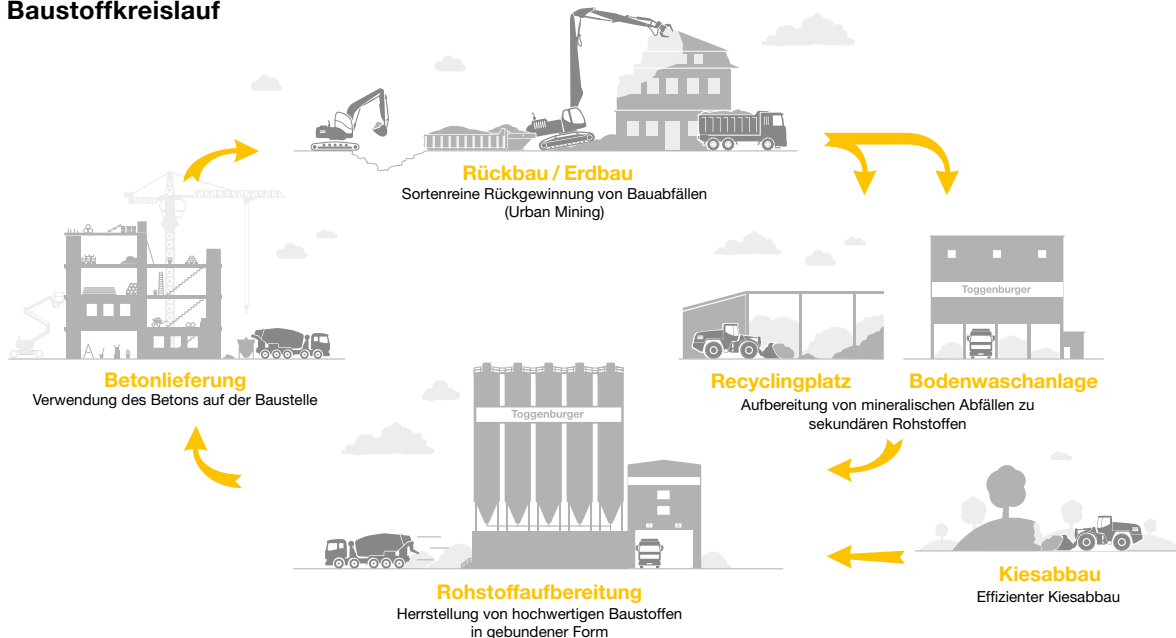 Baustoffkreislauf
Rückbau / Erdbau
Sortenreine Rückgewinnung von Bauabfällen
(Urban Mining)
Toggenburger
Recyclingplatz
Bodenwaschanlage
Aufbereitung von mineralischen Abfällen zu
sekundären Rohstoffen
Betonlieferung
Verwendung des Betons auf der Baustelle
Toggenburger
Kiesabbau
Effizienter Kiesabbau
Rohstoffaufbereitung
Herrstellung von hochwertigen Baustoffen
in gebundener Form